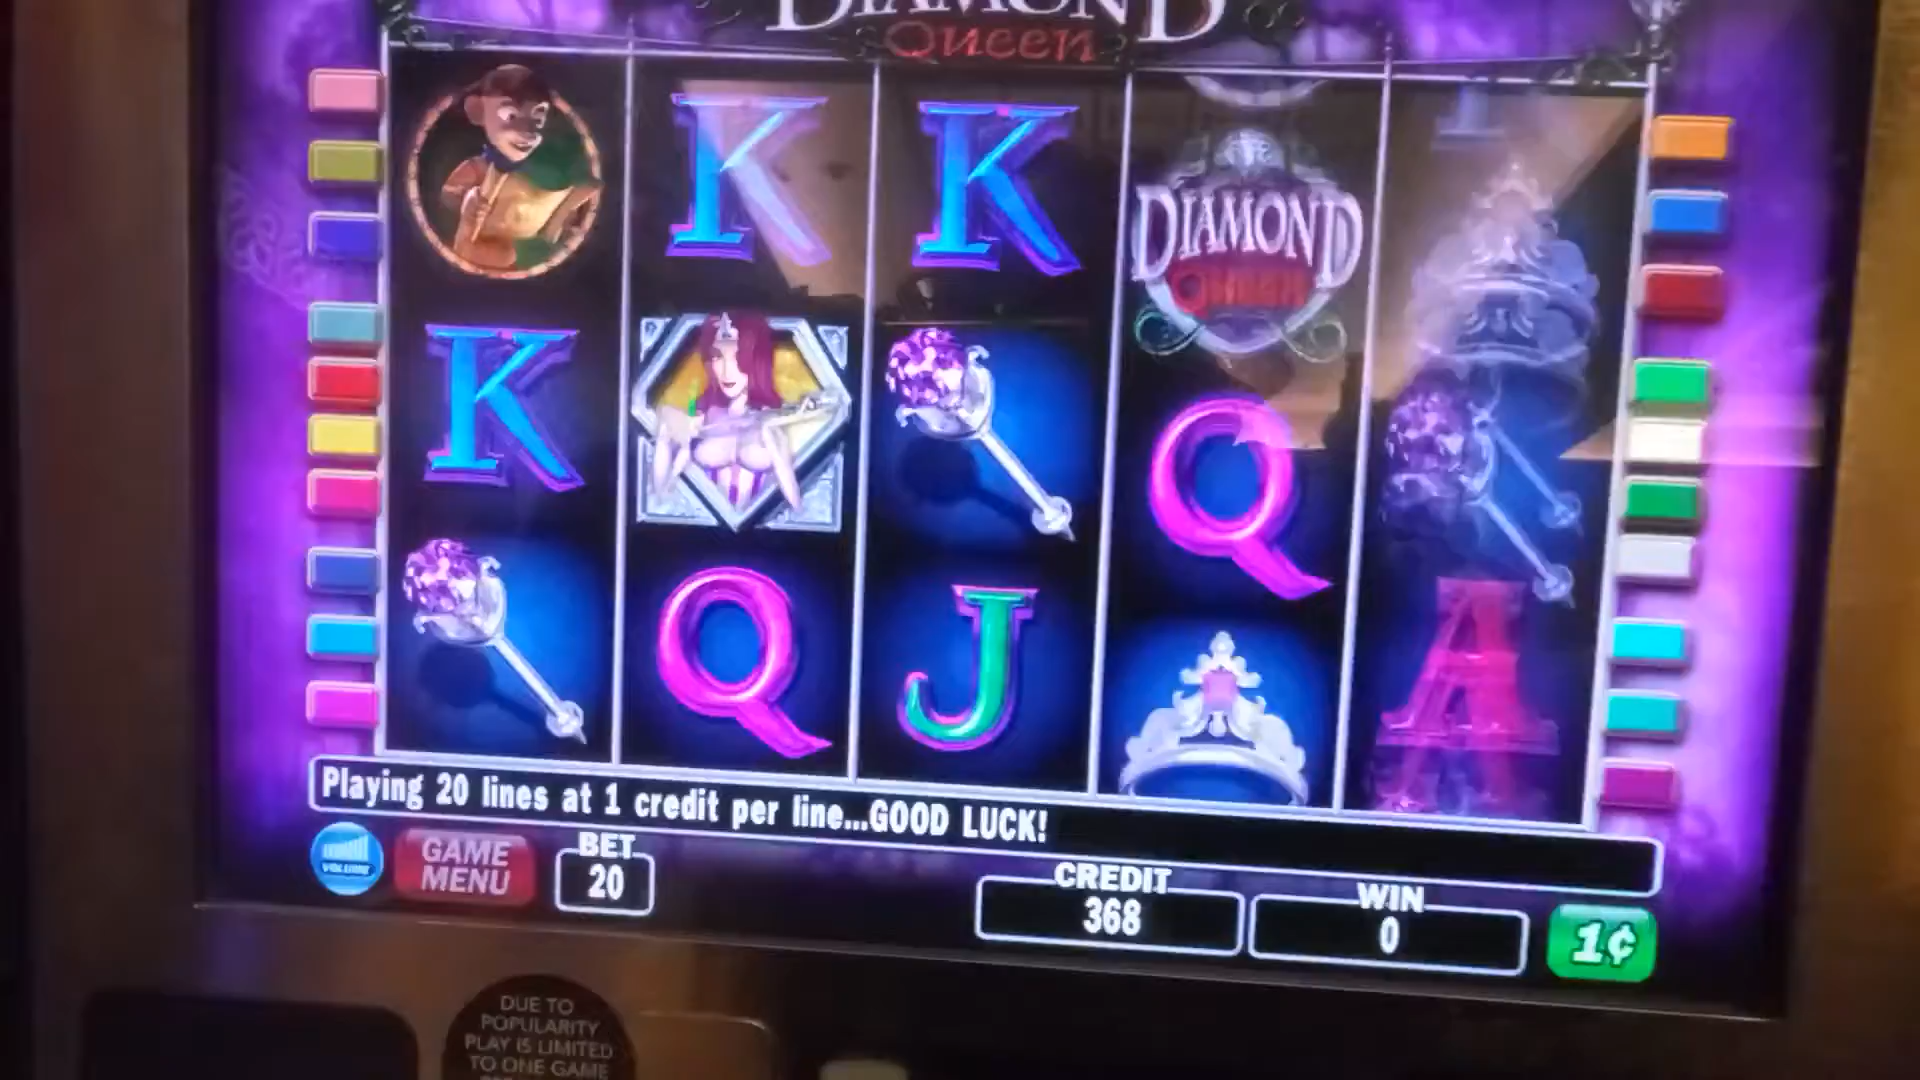 DIAMOND
Queen
K
K
DIAMOND
K
Q
Q
J
A
Playing 20 lines at 1 credit per line...GOOD LUCK!
VOLUME
GAME
MENU
BET
20
CREDIT
368
WIN
0
1¢
DUE TO
POPULARITY
PLAY IS LIMITED
TO ONE GAME